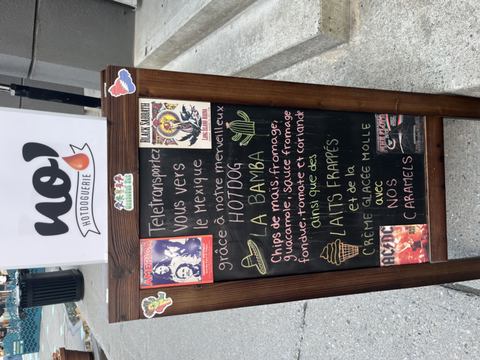 NO!
HOTDOGUERIE
BLACK SABBATH
Télétransportez
vous vers
le mexique
grâce à notre merveilleux
HOTDOG
LA BAMBA
Chips de maïs, fromage,
guacamole, sauce fromage
fondue, tomate et coriande
ainsi que des
LAITS FRAPPÉS
et de la
CRÈME GLACÉE MOLLE
avec
NOS
CARAMELS
AC/DC